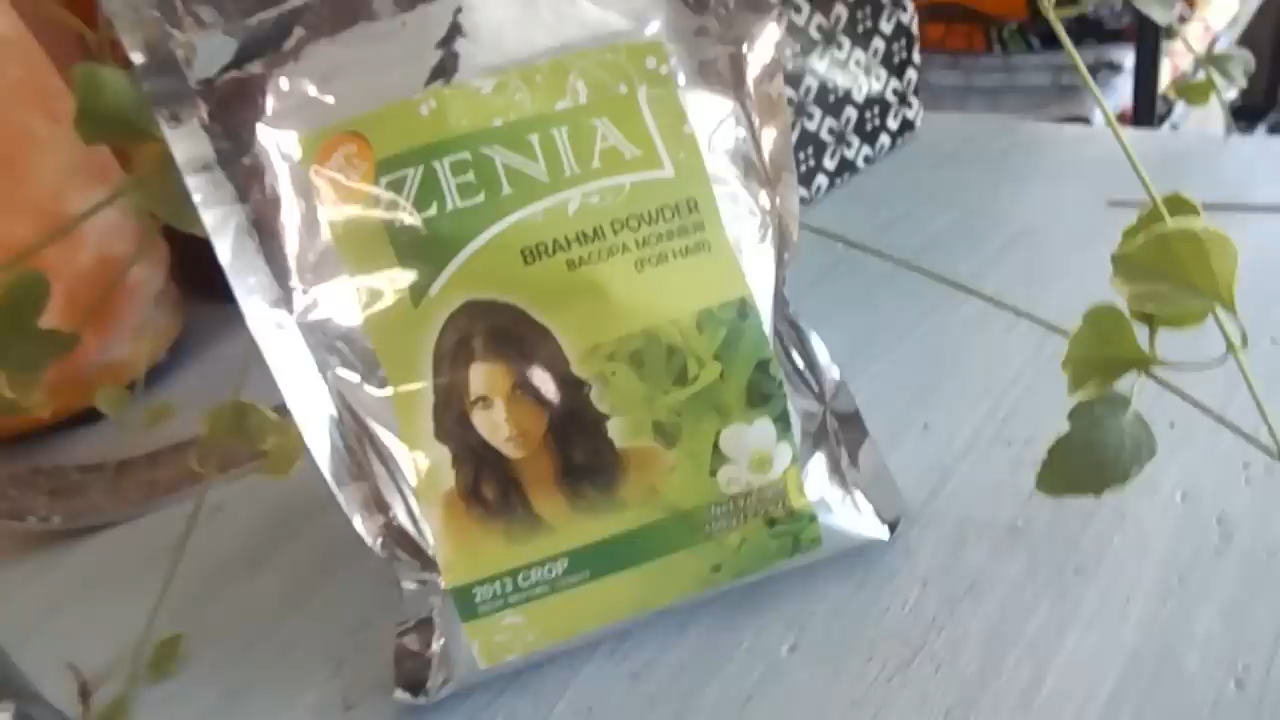 ZENIA
BRAHMI POWDER
BACOPA MONNIERI
(FOR HAIR)
2013 CROP